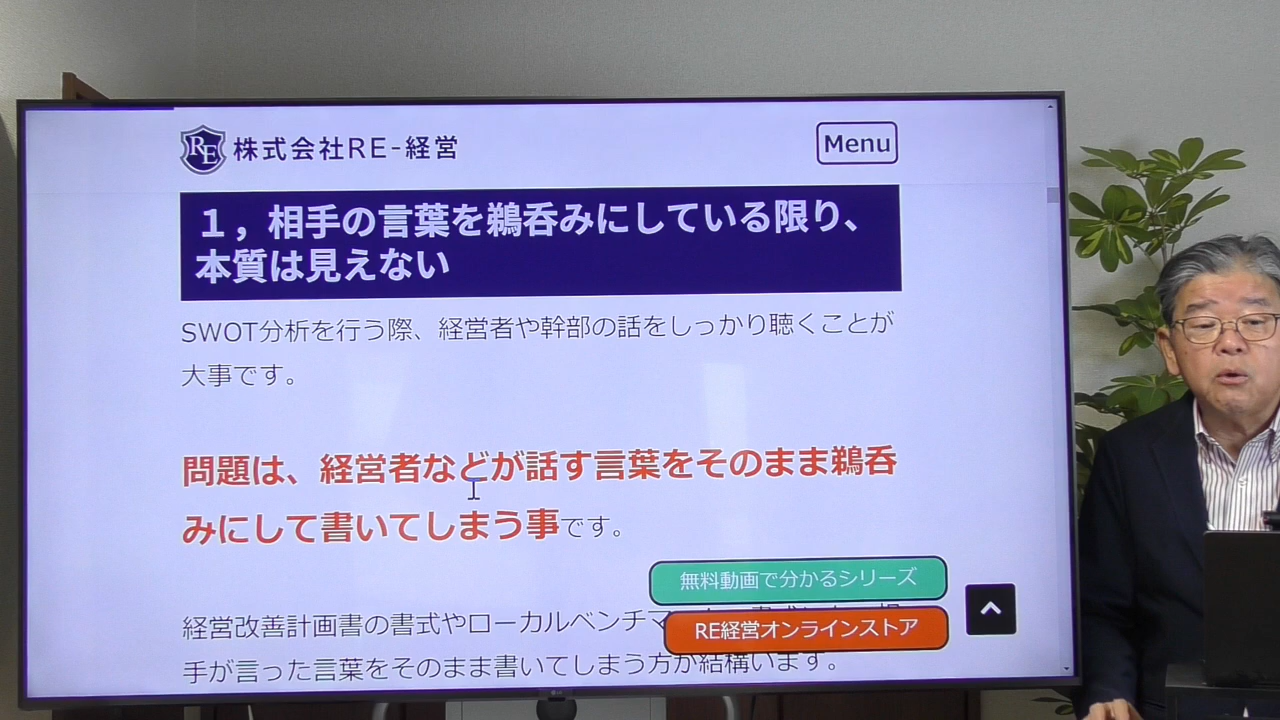 RE 株式会社RE-経営
Menu
１，相手の言葉を鵜呑みにしている限り、
本質は見えない
SWOT分析を行う際、経営者や幹部の話をしっかり聴くことが
大事です。
問題は、経営者などが話す言葉をそのまま鵜呑
みにして書いてしまう事です。
無料動画で分かるシリーズ
経営改善計画書の書式やローカルベンチマ
RE経営オンラインストア
手が言った言葉をそのまま書いてしまう方が結構います。
LG